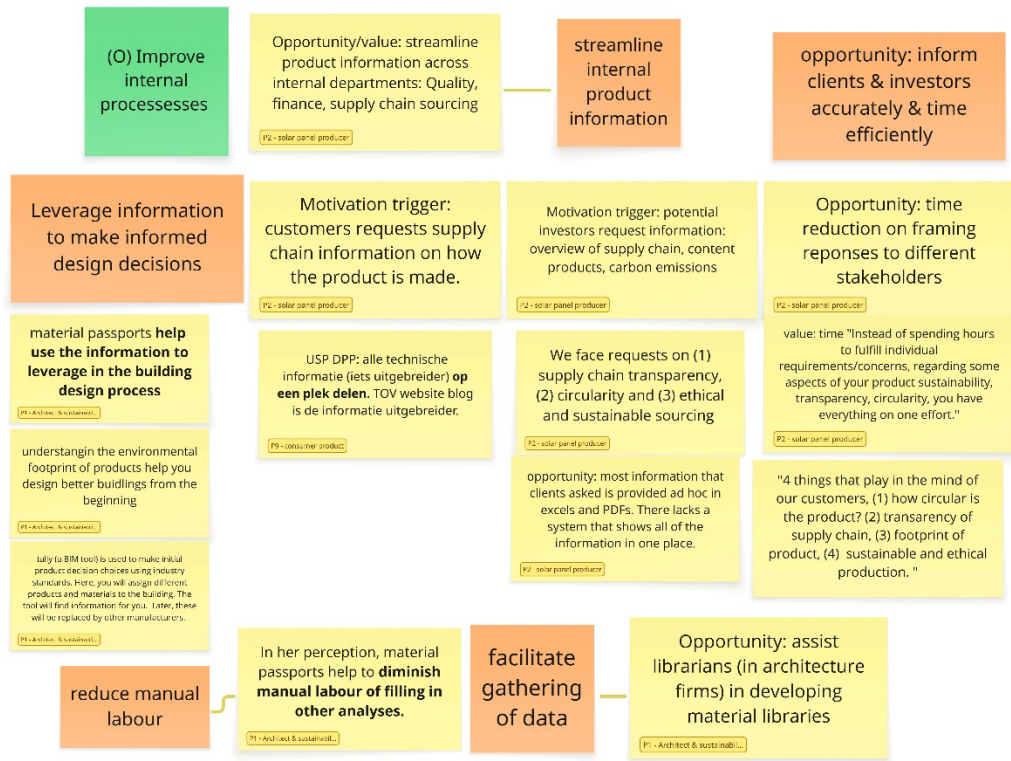 (O) Improve
internal
processesses
Opportunity/value: streamline
product information across
internal departments: Quality,
finance, supply chain sourcing
P2 - solar panel producer
streamline
internal
product
information
opportunity: inform
clients & investors
accurately & time
efficiently
Leverage information
to make informed
design decisions
Motivation trigger:
customers requests supply
chain information on how
the product is made.
P2 - solar panel producer
Motivation trigger: potential
investors request information:
overview of supply chain, content
products, carbon emissions
P2 - solar panel producer
Opportunity: time
reduction on framing
reponses to different
stakeholders
P2 - solar panel producer
material passports help
use the information to
leverage in the building
design process
P1 - Architect & sustainabil...
USP DPP: alle technische
informatie (iets uitgebreider) op
een plek delen. TOV website blog
is de informatie uitgebreider.
P9 - consumer product
We face requests on (1)
supply chain transparency,
(2) circularity and (3) ethical
and sustainable sourcing
P2 - solar panel producer
value: time "Instead of spending hours
to fulfill individual
requirements/concerns, regarding some
aspects of your product sustainability,
transparency, circularity, you have
everything on one effort."
P2 - solar panel producer
understangin the environmental
footprint of products help you
design better buidlings from the
beginning
P1 - Architect & sustainabil...
opportunity: most information that
clients asked is provided ad hoc in
excels and PDFs. There lacks a
system that shows all of the
information in one place.
P2 - solar panel producer
"4 things that play in the mind of
our customers, (1) how circular is
the product? (2) transarency of
supply chain, (3) footprint of
product, (4) sustainable and ethical
production. "
tally (a BIM tool) is used to make initial
product decision choices using industry
standards. Here, you will assign different
products and materials to the building. The
tool will find information for you. Later, these
will be replaced by other manufacturers.
P1 - Architect & sustainabil...
reduce manual
labour
In her perception, material
passports help to diminish
manual labour of filling in
other analyses.
P1 - Architect & sustainabil...
facilitate
gathering
of data
Opportunity: assist
librarians (in architecture
firms) in developing
material libraries
P1 - Architect & sustainabil...